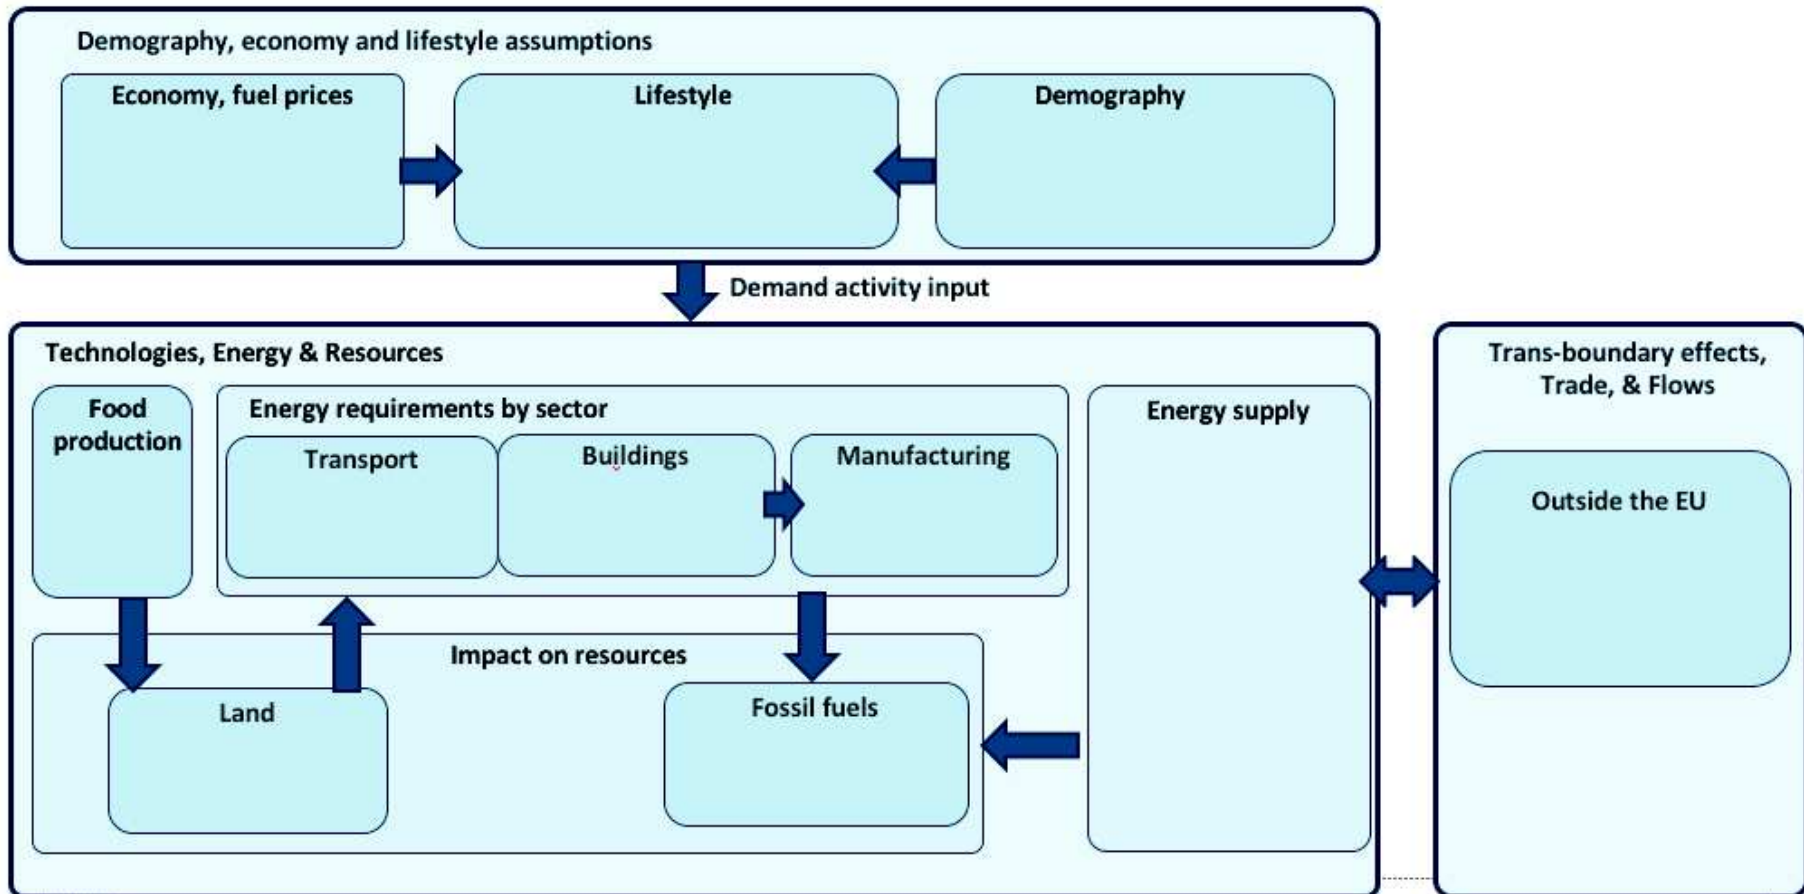 Demography, economy and lifestyle assumptions
Economy, fuel prices
Lifestyle
Demography
Demand activity input
Technologies, Energy & Resources
Food
production
Energy requirements by sector
Transport
Buildings
Manufacturing
Energy supply
Impact on resources
Land
Fossil fuels
Trans-boundary effects,
Trade, & Flows
Outside the EU